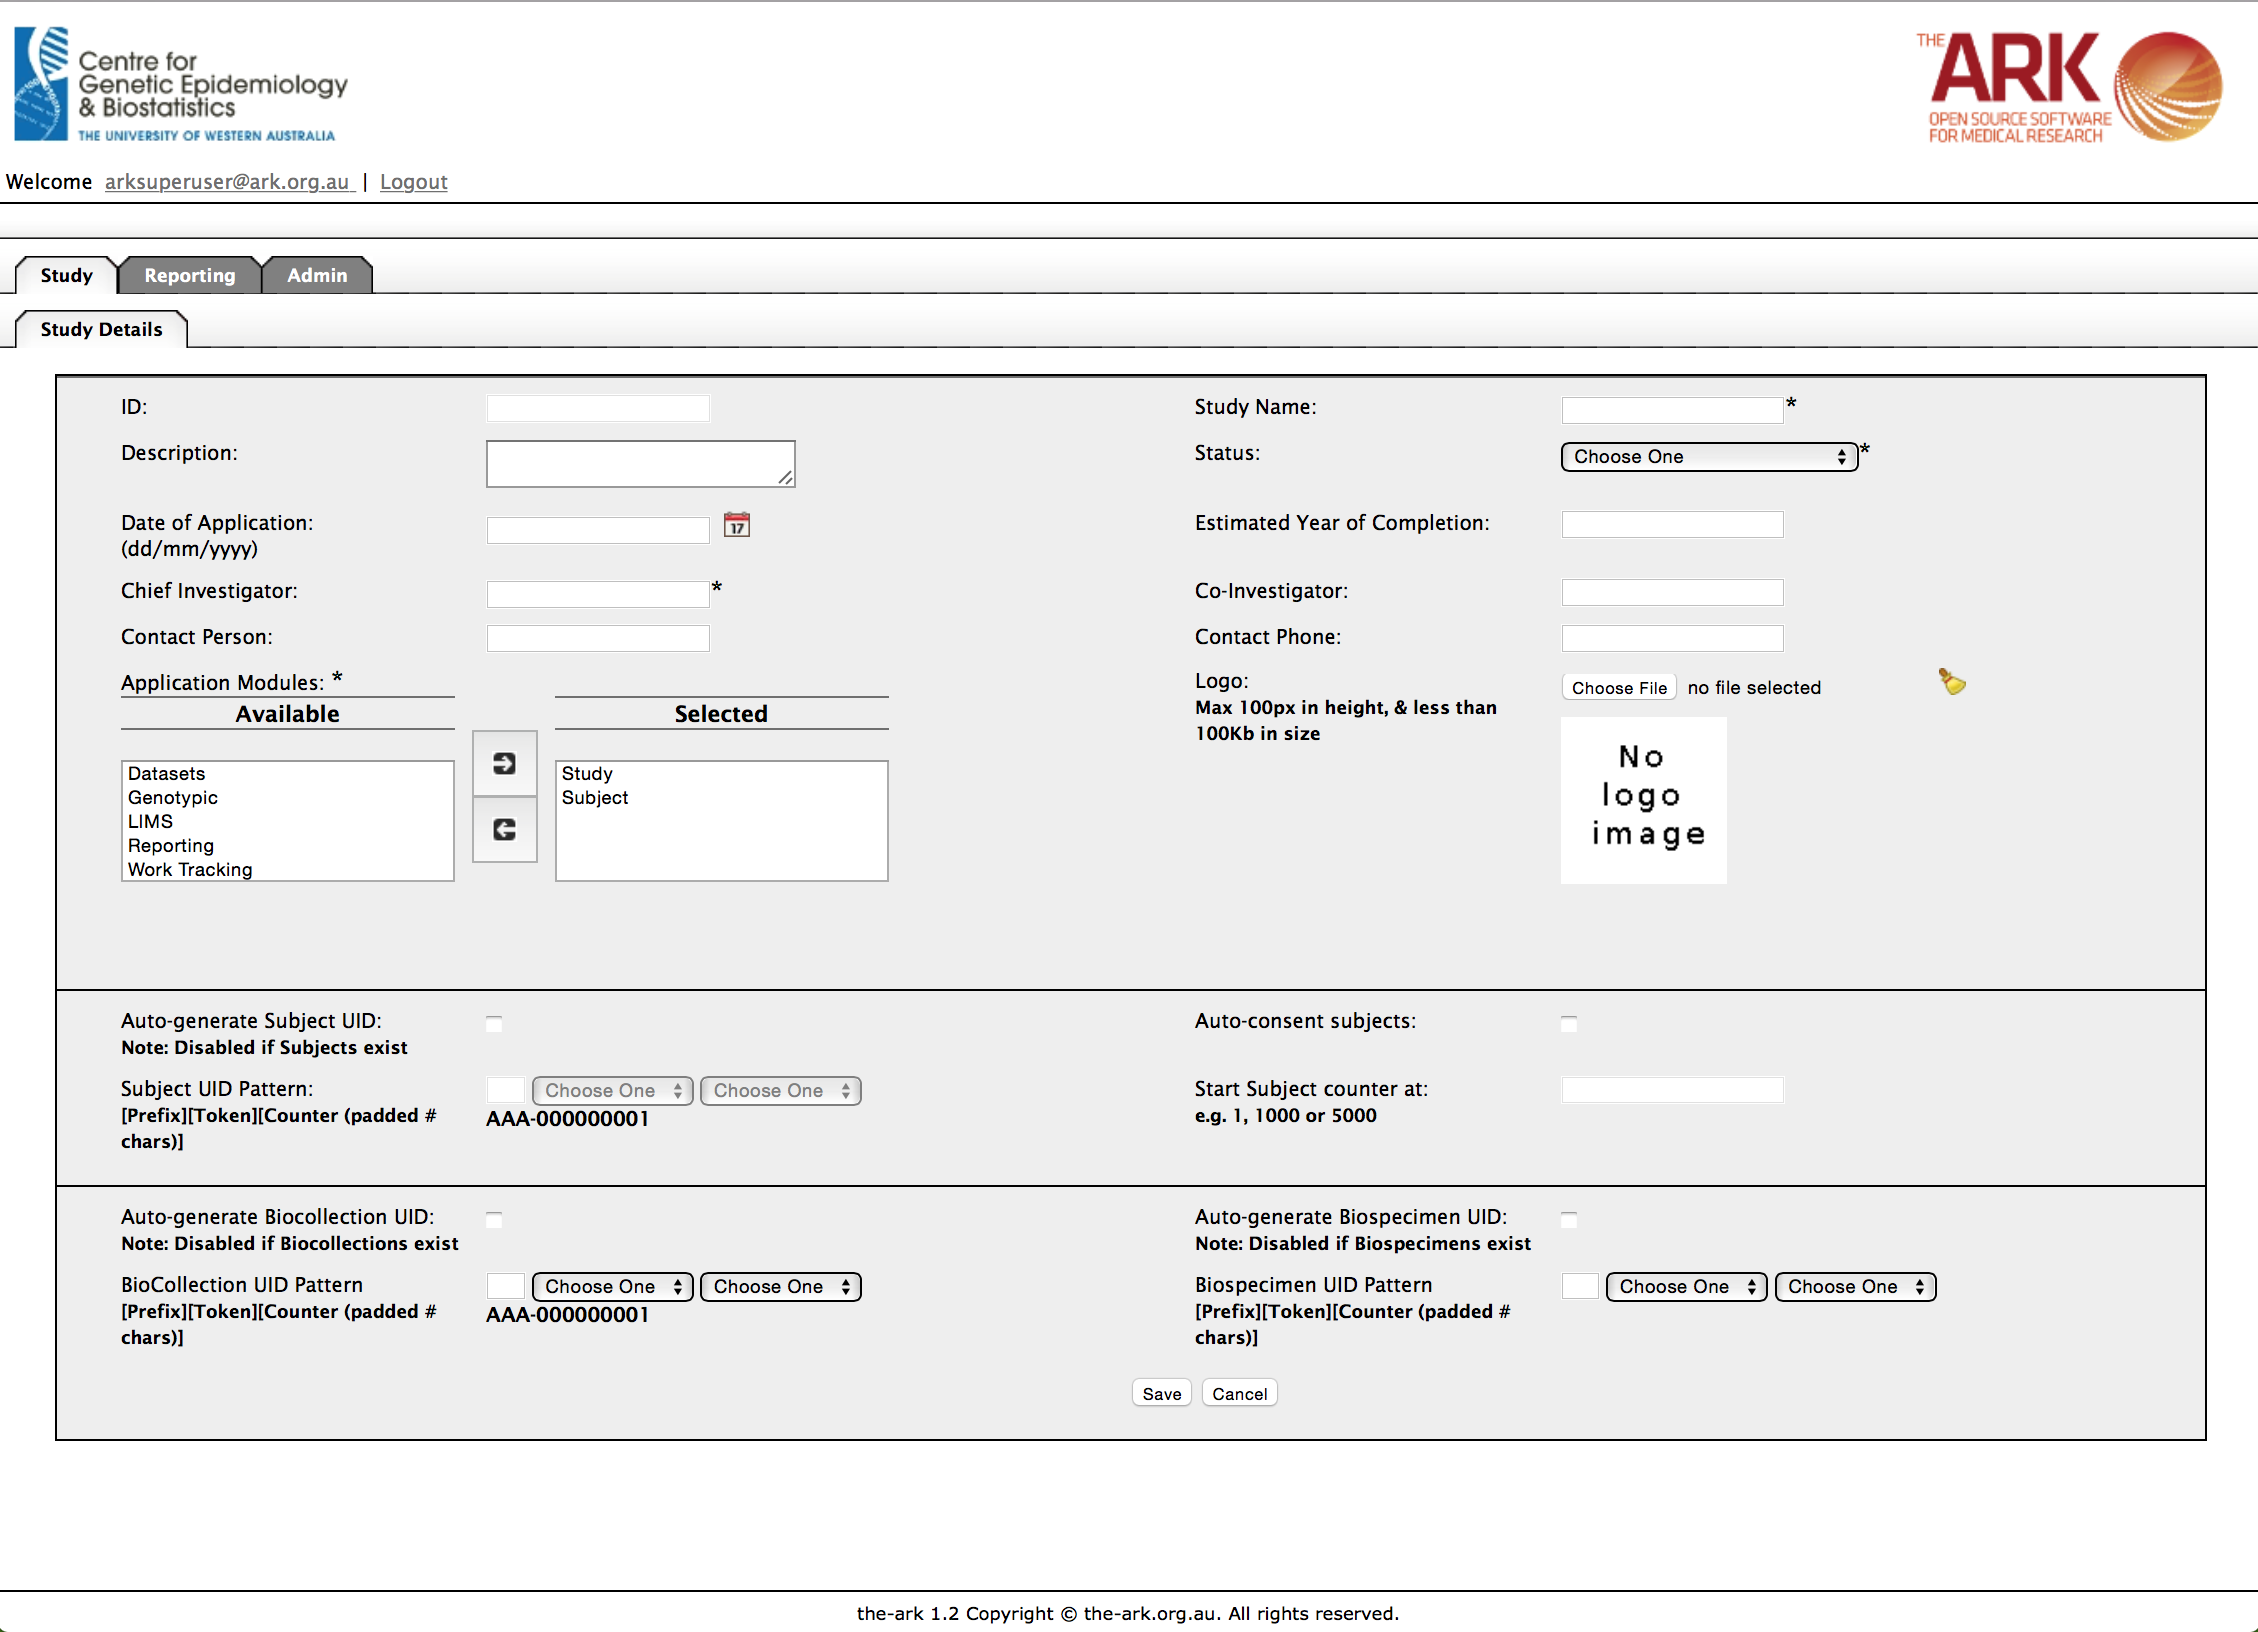 Centre for
Genetic Epidemiology
& Biostatistics
THE UNIVERSITY OF WESTERN AUSTRALIA
THE ARK
OPEN SOURCE SOFTWARE
FOR MEDICAL RESEARCH
Welcome arksuperuser@ark.org.au | Logout
Study Reporting Admin
Study Details
ID: Study Name: *
Description: Status: Choose One *
Date of Application: 17 Estimated Year of Completion:
(dd/mm/yyyy)
Chief Investigator: * Co-Investigator:
Contact Person: Contact Phone:
Application Modules: * Logo: Choose File no file selected
Max 100px in height, & less than
100Kb in size
Available Selected
No
logo
image
Datasets
Genotypic
LIMS
Reporting
Work Tracking
Study
Subject
Auto-generate Subject UID: Auto-consent subjects:
Note: Disabled if Subjects exist
Subject UID Pattern: Choose One Choose One Start Subject counter at:
[Prefix][Token][Counter (padded # AAA-000000001 e.g. 1, 1000 or 5000
chars)]
Auto-generate Biocollection UID: Auto-generate Biospecimen UID:
Note: Disabled if Biocollections exist Note: Disabled if Biospecimens exist
BioCollection UID Pattern Choose One Choose One Biospecimen UID Pattern Choose One Choose One
[Prefix][Token][Counter (padded # AAA-000000001 [Prefix][Token][Counter (padded #
chars)] chars)]
Save Cancel
the-ark 1.2 Copyright © the-ark.org.au. All rights reserved.